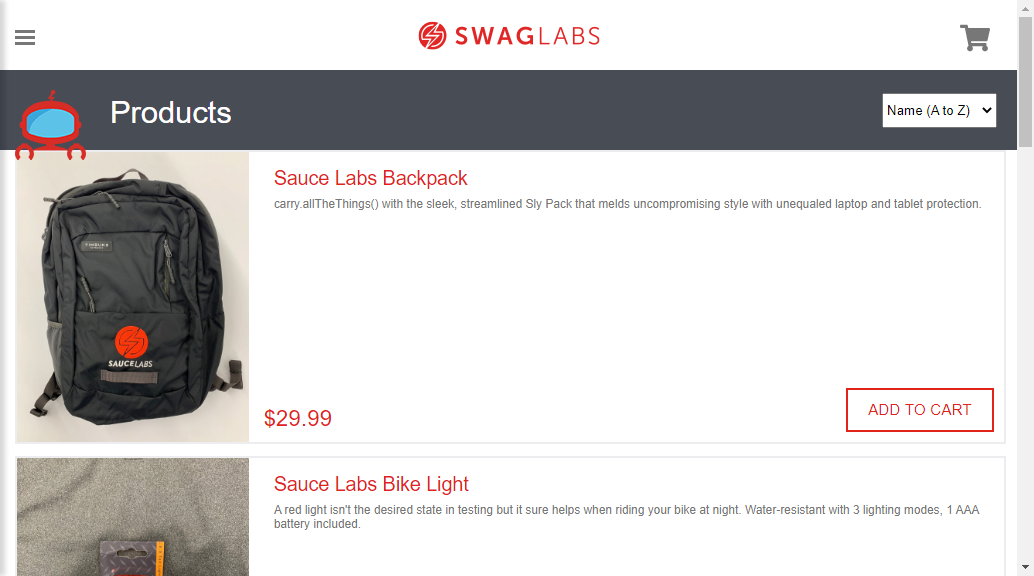 SWAGLABS
Products
Name (A to Z)
Sauce Labs Backpack
carry.allTheThings() with the sleek, streamlined Sly Pack that melds uncompromising style with unequaled laptop and tablet protection.
SAUCELABS
$29.99
ADD TO CART
Sauce Labs Bike Light
A red light isn't the desired state in testing but it sure helps when riding your bike at night. Water-resistant with 3 lighting modes, 1 AAA
battery included.